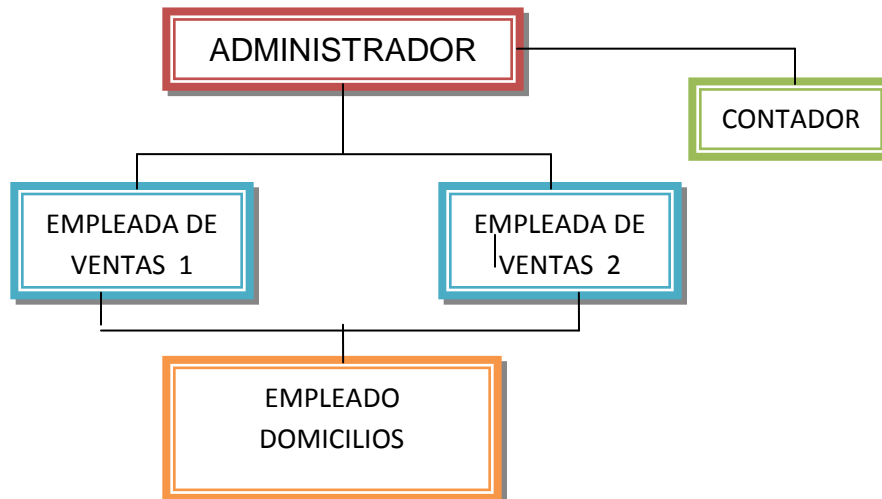 ADMINISTRADOR
CONTADOR
EMPLEADA DE
VENTAS 1
EMPLEADA DE
VENTAS 2
EMPLEADO
DOMICILIOS